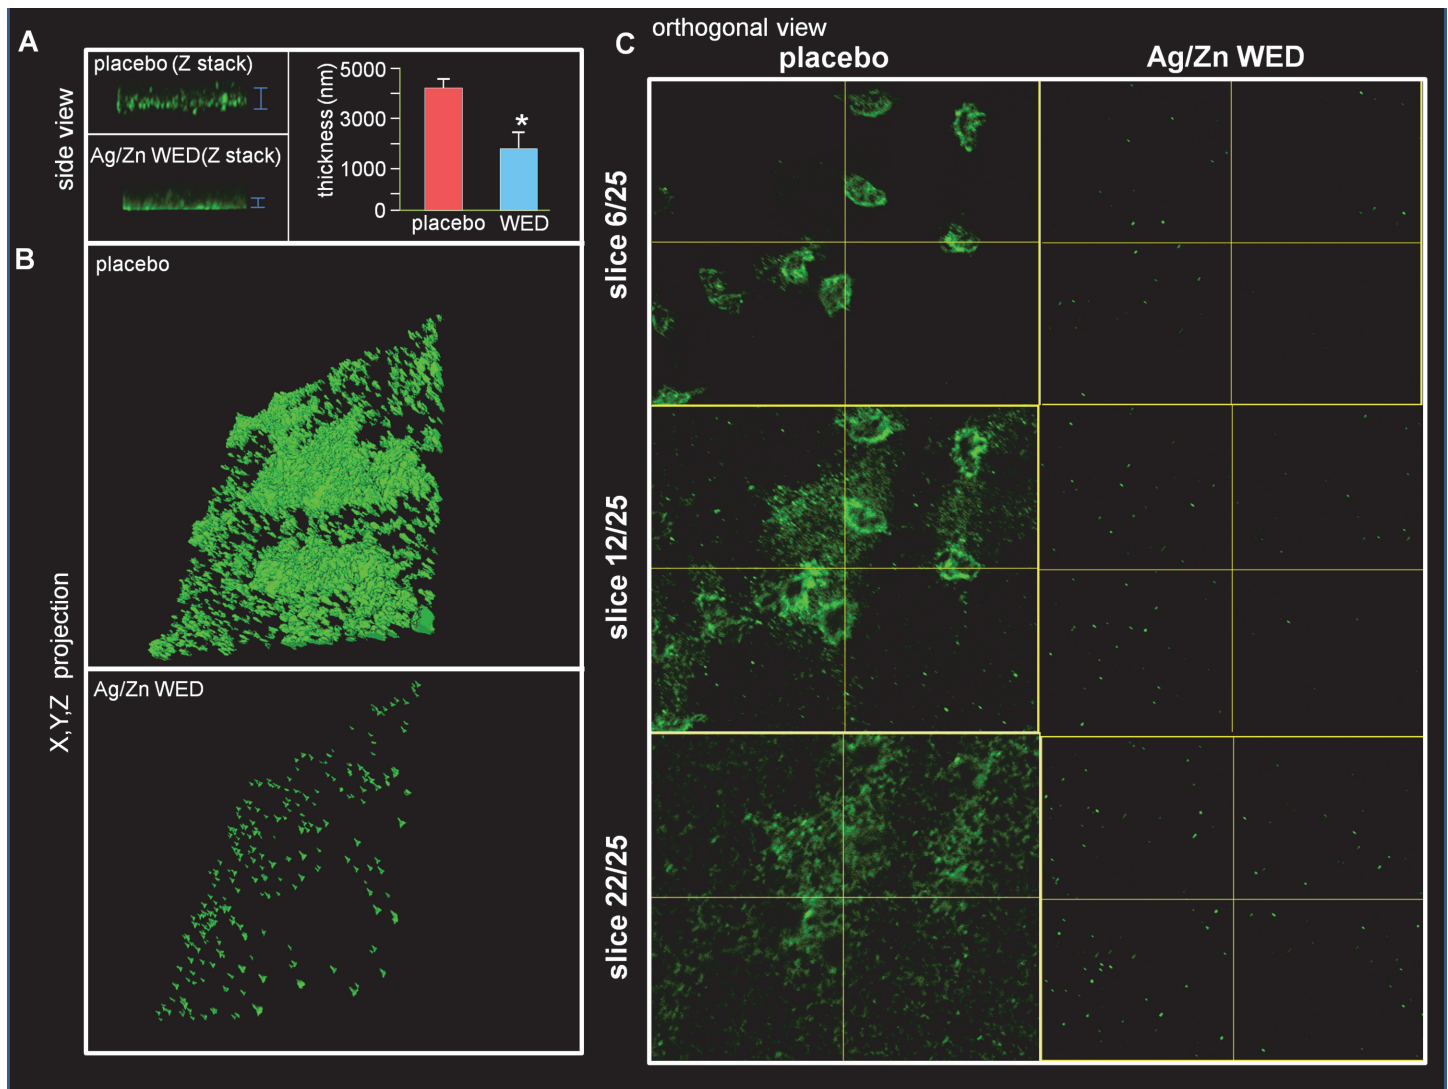 A
side view
placebo (Z stack)
Ag/Zn WED(Z stack)
thickness (nm)
5000
3000
1000
0
*
placebo
WED
B
X,Y,Z projection
placebo
Ag/Zn WED
C
orthogonal view
placebo
Ag/Zn WED
slice 6/25
slice 12/25
slice 22/25